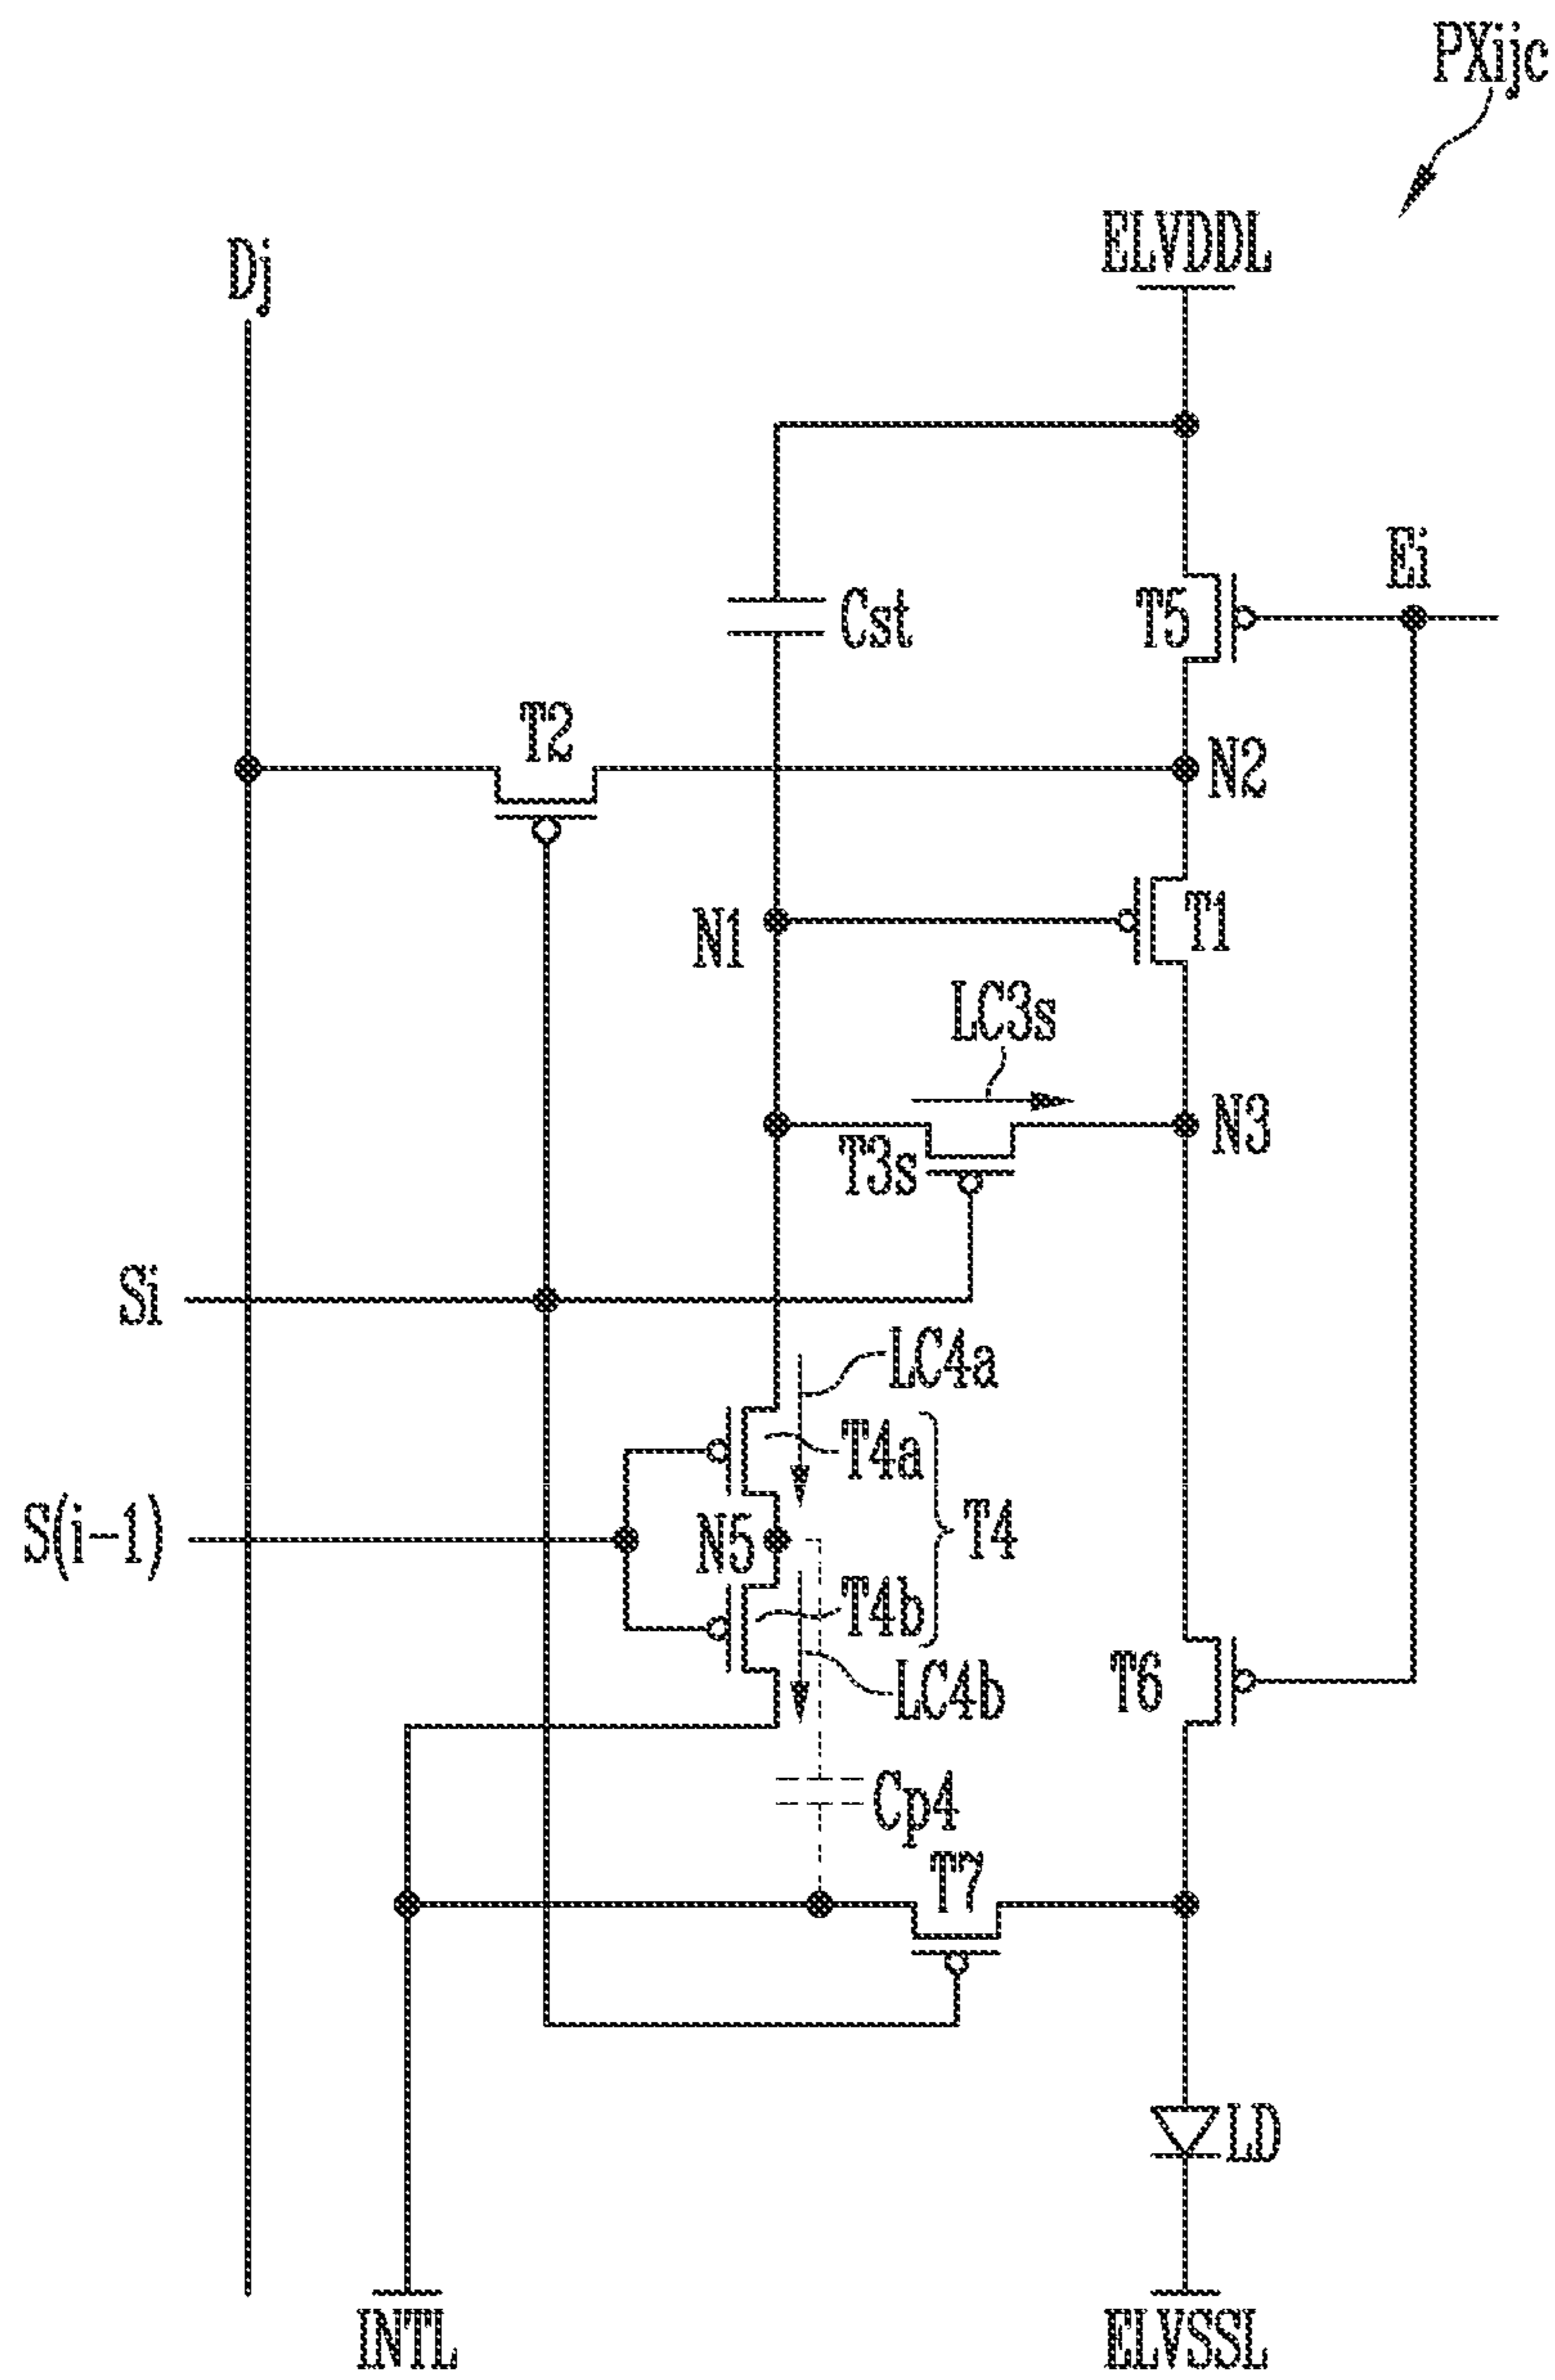 PXijc
ELVDDL
Dj
Ei
Cst
T5
T2
N2
N1
T1
LC3s
N3
T3s
Si
LC4a
T4a
S(i-1)
N5
T4
T4b
LC4b
T6
Cp4
T7
LD
INTL
ELVSSL